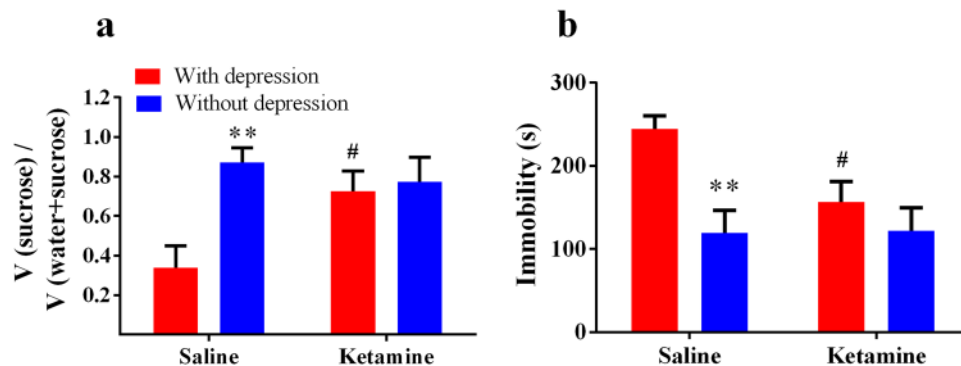 a
With depression
Without depression
V (sucrose) /
V (water+sucrose)
1.2
1.0
0.8
0.6
0.4
0.2
**
#
Saline
Ketamine
b
Immobility (s)
300
200
100
0
**
#
Saline
Ketamine